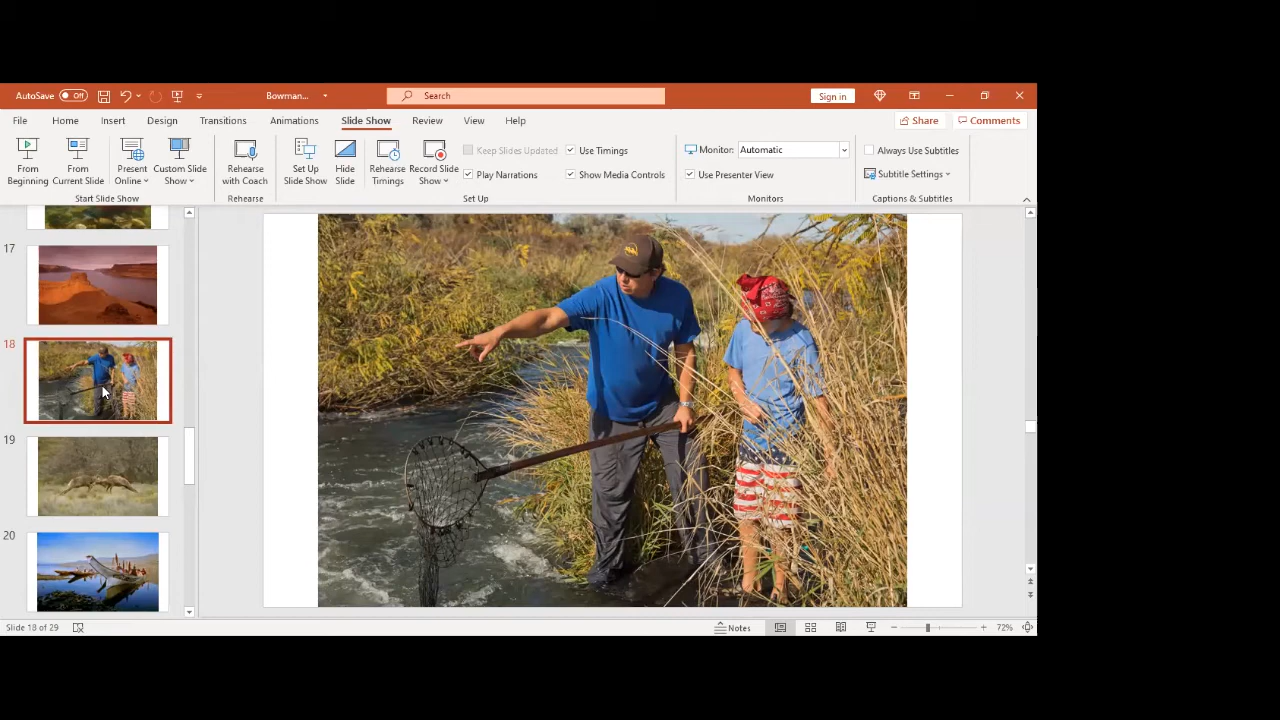 AutoSave Off Bowman... Search Sign in
File Home Insert Design Transitions Animations Slide Show Review View Help Share Comments
From Beginning
From Current Slide
Present Online
Custom Slide Show
Start Slide Show
Rehearse with Coach
Rehearse
Set Up Slide Show
Hide Slide
Rehearse Timings
Record Slide Show
Keep Slides Updated
Play Narrations
Use Timings
Show Media Controls
Set Up
Monitor: Automatic
Use Presenter View
Monitors
Always Use Subtitles
Subtitle Settings
Captions & Subtitles
17
18
19
20
Slide 18 of 29 Notes 72%